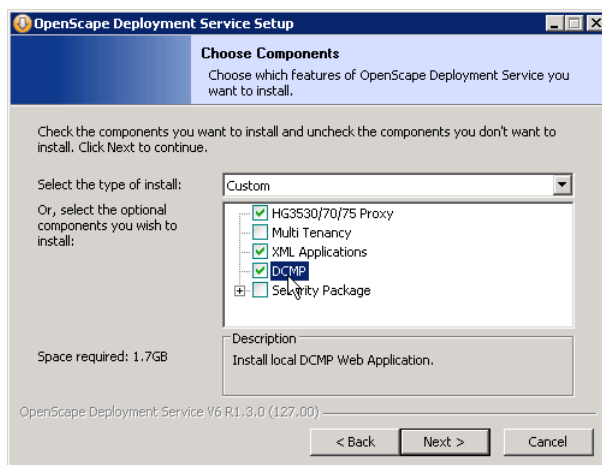 OpenScape Deployment Service Setup
Choose Components
Choose which features of OpenScape Deployment Service you
want to install.
Check the components you want to install and uncheck the components you don't want to
install. Click Next to continue.
Select the type of install:
Custom
Or, select the optional
components you wish to
install:
HG3530/70/75 Proxy
Multi Tenancy
XML Applications
DCMP
Security Package
Space required: 1.7GB
Description
Install local DCMP Web Application.
OpenScape Deployment Service V6 R1.3.0 (127.00)
< Back
Next >
Cancel